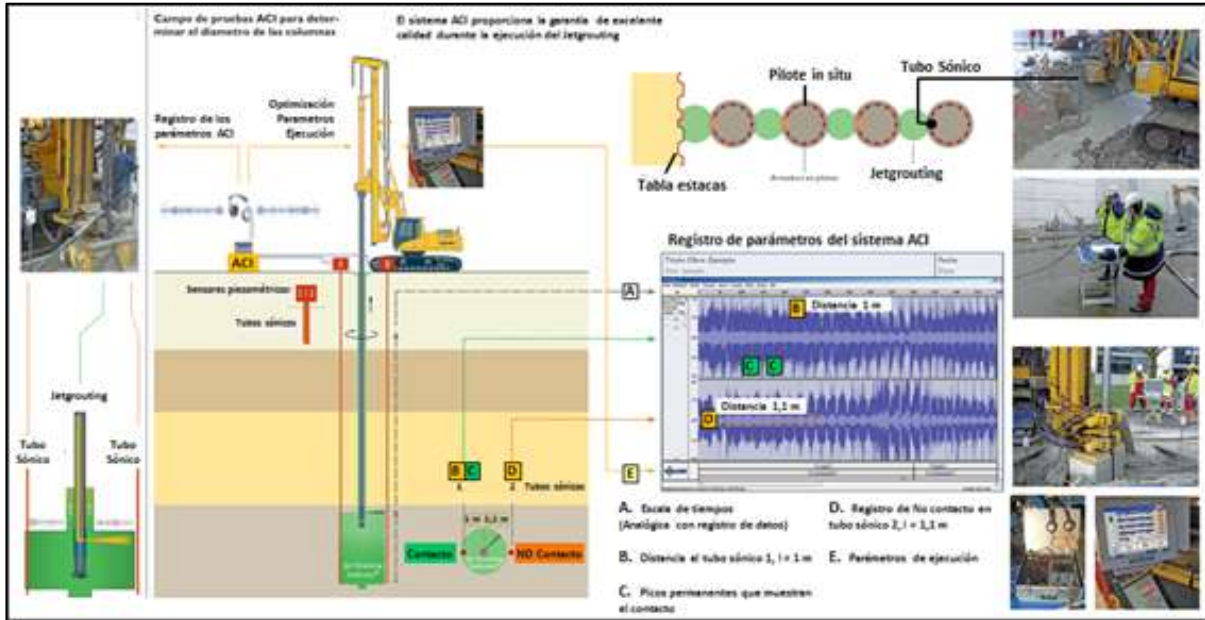 Campo de pruebas ACI para deter-
minar el diametro de las columnas
El sistema ACI proporciona la garantía de excelente
calidad durante la ejecución del Jetgrouting
Optimización
Parametros
Ejecución
Registro de los
parámetros ACI
ACI
Sensores piezométricos
Tubos sónicos
Jetgrouting
Tubo
Sónico
Tubo
Sónico
B
C
D
1
2
Tubos sónicos
1 m
1,1 m
Contacto
NO Contacto
Pilote in situ
Tubo Sónico
Tabla estacas
Jetgrouting
Registro de parámetros del sistema ACI
A
B
Distancia 1 m
C
C
Distancia 1,1 m
D
E
A. Escala de tiempos
(Analógica con registro de datos)
B. Distancia al tubo sónico 1, l = 1 m
C. Picos permanentes que muestran
el contacto
D. Registro de No contacto en
tubo sónico 2, l = 1,1 m
E. Parámetros de ejecución